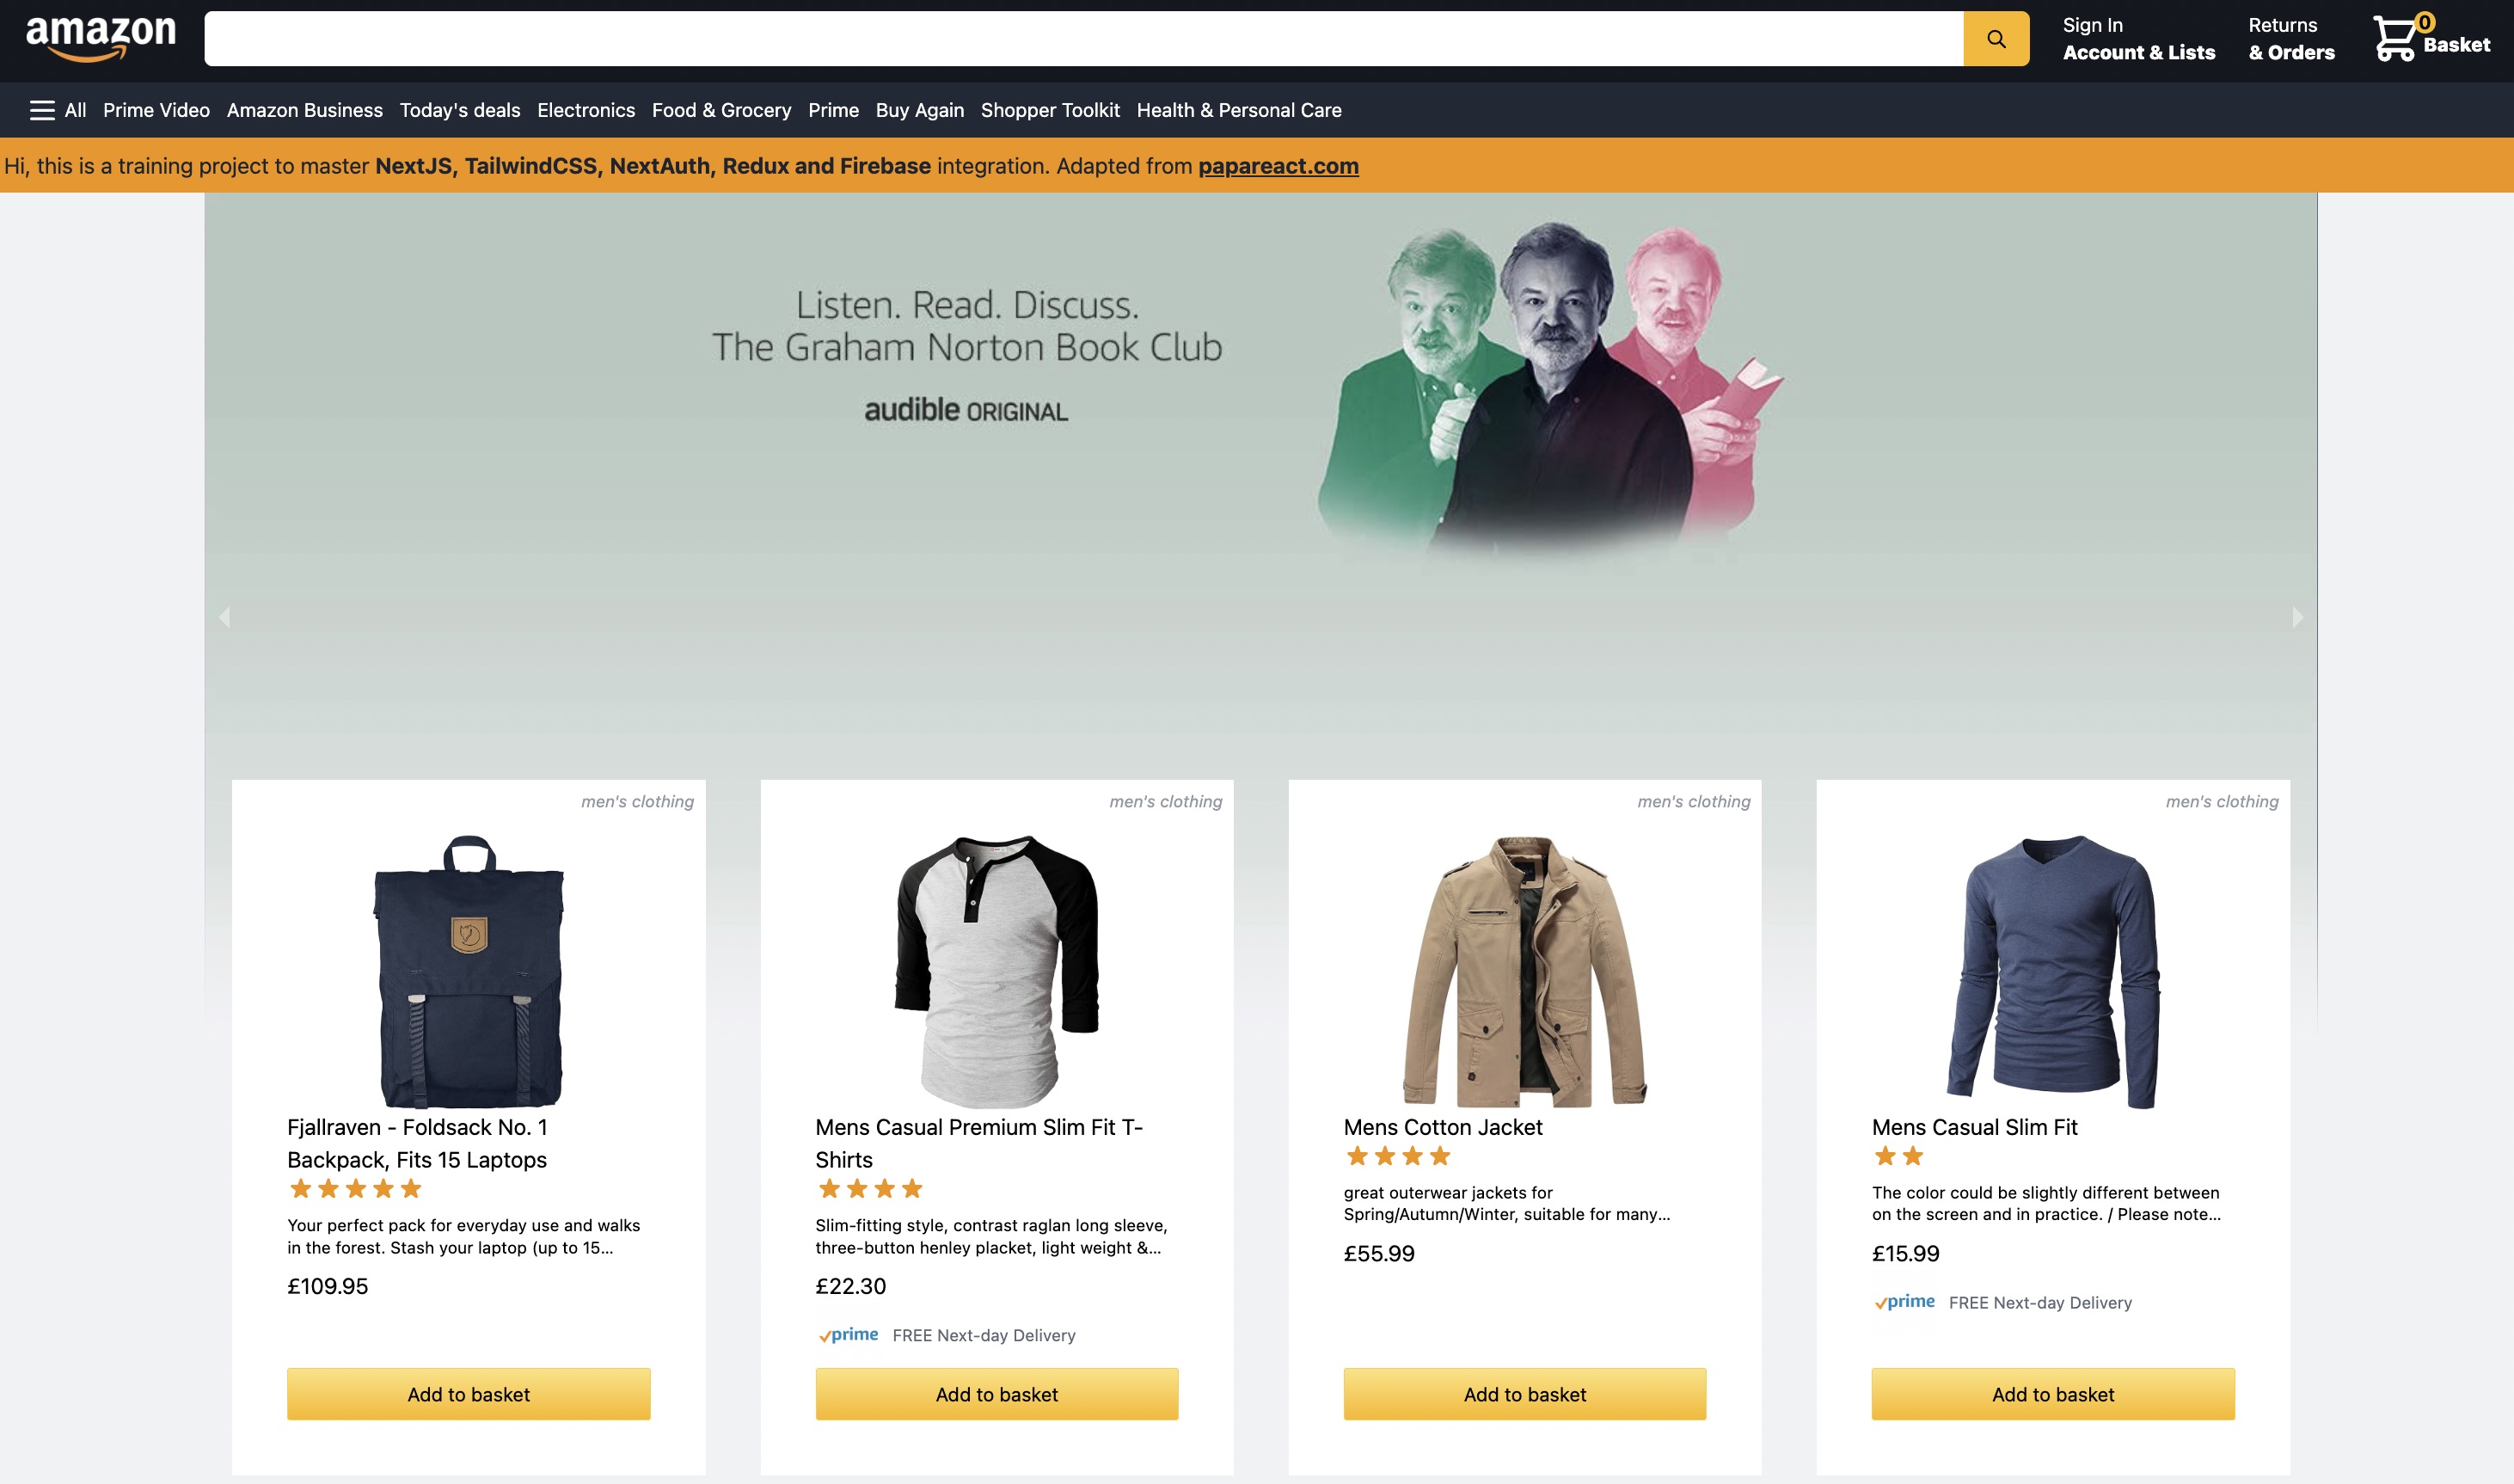 amazon
Sign In
Account & Lists
Returns
& Orders
0
Basket
All Prime Video Amazon Business Today's deals Electronics Food & Grocery Prime Buy Again Shopper Toolkit Health & Personal Care
Hi, this is a training project to master NextJS, TailwindCSS, NextAuth, Redux and Firebase integration. Adapted from papareact.com
Listen. Read. Discuss.
The Graham Norton Book Club
audible ORIGINAL
men's clothing
Fjallraven - Foldsack No. 1
Backpack, Fits 15 Laptops
Your perfect pack for everyday use and walks
in the forest. Stash your laptop (up to 15...
£109.95
Add to basket
men's clothing
Mens Casual Premium Slim Fit T-
Shirts
Slim-fitting style, contrast raglan long sleeve,
three-button henley placket, light weight &...
£22.30
prime FREE Next-day Delivery
Add to basket
men's clothing
Mens Cotton Jacket
great outerwear jackets for
Spring/Autumn/Winter, suitable for many...
£55.99
Add to basket
men's clothing
Mens Casual Slim Fit
The color could be slightly different between
on the screen and in practice. / Please note...
£15.99
prime FREE Next-day Delivery
Add to basket